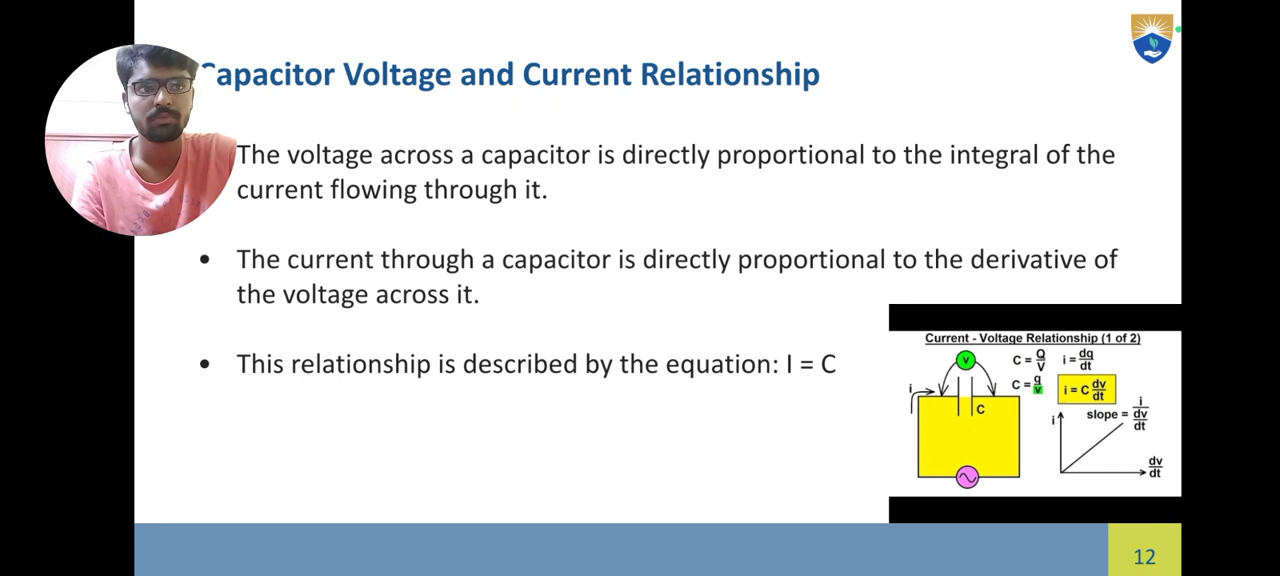 Capacitor Voltage and Current Relationship
The voltage across a capacitor is directly proportional to the integral of the
current flowing through it.
• The current through a capacitor is directly proportional to the derivative of
the voltage across it.
• This relationship is described by the equation: I = C
Current - Voltage Relationship (1 of 2)
V
C = Q/V i = dq/dt
C = q/v i = C dv/dt
i
C
i
slope = i / dv/dt
dv/dt
12